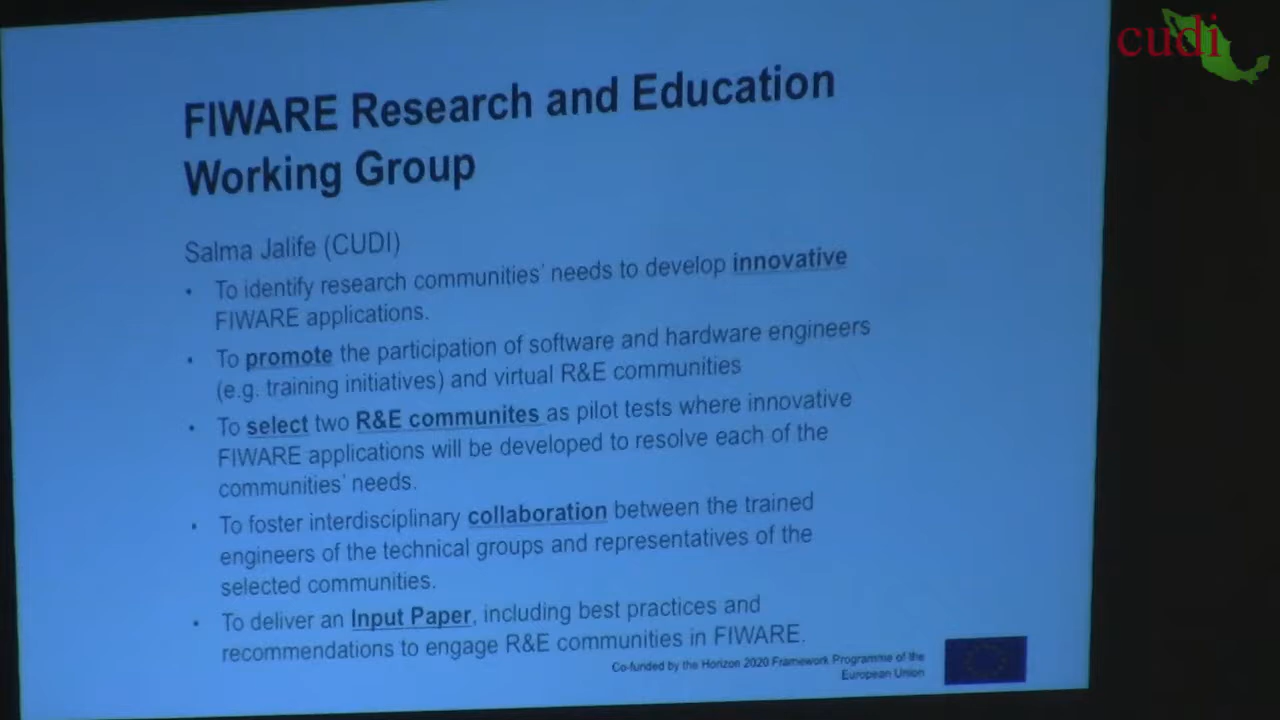 cudi
FIWARE Research and Education
Working Group
Salma Jalife (CUDI)
• To identify research communities' needs to develop innovative
FIWARE applications.
• To promote the participation of software and hardware engineers
(e.g. training initiatives) and virtual R&E communities
• To select two R&E communites as pilot tests where innovative
FIWARE applications will be developed to resolve each of the
communities' needs.
• To foster interdisciplinary collaboration between the trained
engineers of the technical groups and representatives of the
selected communities.
• To deliver an Input Paper, including best practices and
recommendations to engage R&E communities in FIWARE.
Co-funded by the Horizon 2020 Framework Programme of the
European Union